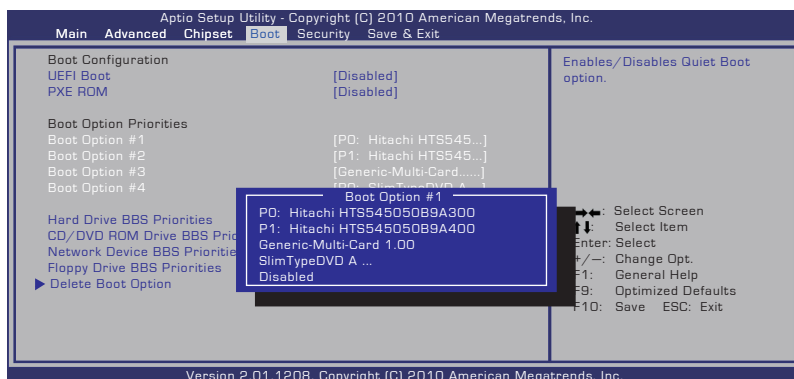 Aptio Setup Utility - Copyright (C) 2010 American Megatrends, Inc.
Main Advanced Chipset Boot Security Save & Exit
Boot Configuration
UEFI Boot [Disabled]
PXE ROM [Disabled]
Boot Option Priorities
Boot Option #1 [P0: Hitachi HTS545...]
Boot Option #2 [P1: Hitachi HTS545...]
Boot Option #3 [Generic-Multi-Card......]
Boot Option #4 SlimTypeDVD A...]
Hard Drive BBS Priorities
CD/DVD ROM Drive BBS Prio
Network Device BBS Prioritie
Floppy Drive BBS Priorities
Delete Boot Option
Boot Option #1
P0: Hitachi HTS545050B9A300
P1: Hitachi HTS545050B9A400
Generic-Multi-Card 1.00
SlimTypeDVD A ...
Disabled
Enables/Disables Quiet Boot
option.
→←: Select Screen
↑↓: Select Item
Enter: Select
+/—: Change Opt.
F1: General Help
F9: Optimized Defaults
F10: Save ESC: Exit
Version 2.01.1208. Copyright (C) 2010 American Megatrends, Inc.